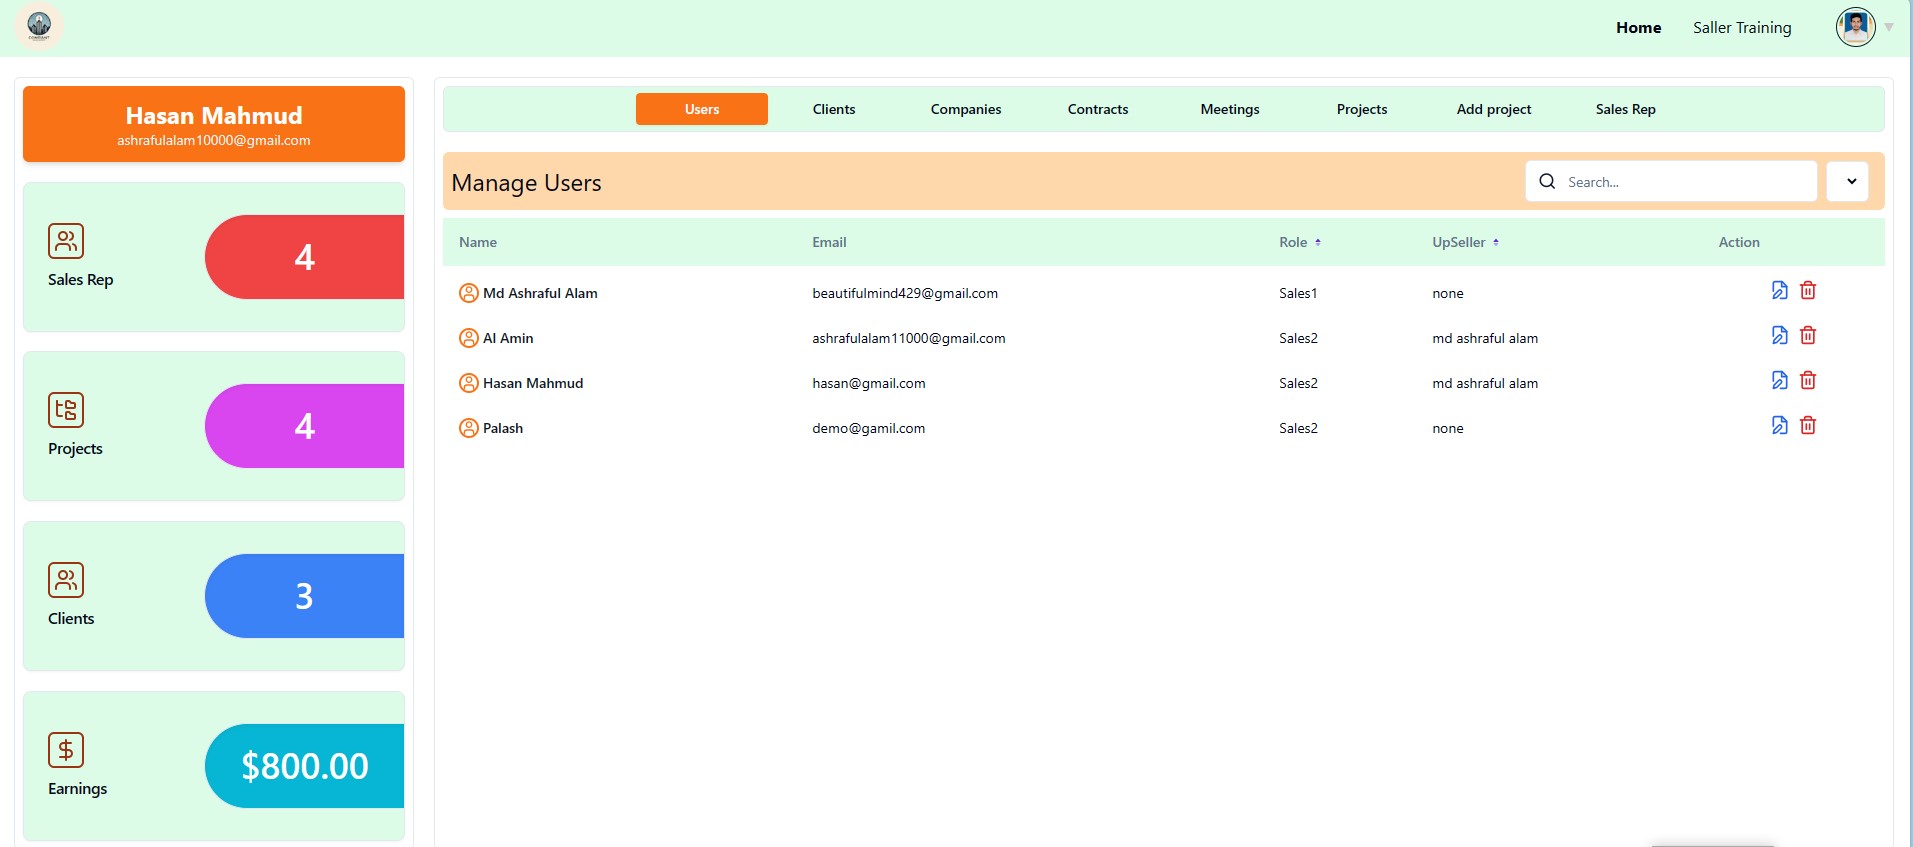 COMPANY
Home
Saller Training
Hasan Mahmud
ashrafulalam10000@gmail.com
Sales Rep
4
Projects
4
Clients
3
Earnings
$800.00
Users
Clients
Companies
Contracts
Meetings
Projects
Add project
Sales Rep
Manage Users
Search...
Name Email Role UpSeller Action
Md Ashraful Alam beautifulmind429@gmail.com Sales1 none
Al Amin ashrafulalam11000@gmail.com Sales2 md ashraful alam
Hasan Mahmud hasan@gmail.com Sales2 md ashraful alam
Palash demo@gamil.com Sales2 none